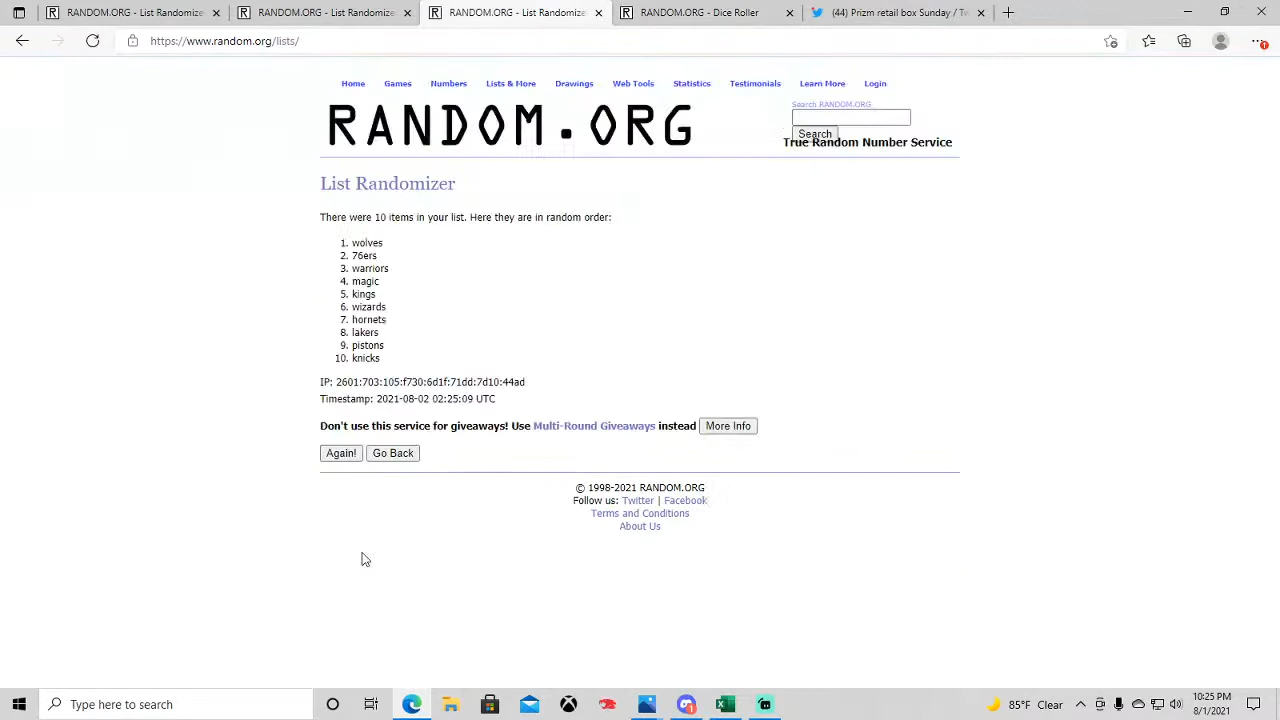 RANDOM.ORG - List Randomizer
RANDOM.ORG - List Randomizer
RANDOM.ORG - List Randomize
RANDOM.ORG - Dice Roller
(44) Prizm retail box Sunday / Tw
https://www.random.org/lists/
Home Games Numbers Lists & More Drawings Web Tools Statistics Testimonials Learn More Login
RANDOM.ORG
Search RANDOM.ORG
Search
True Random Number Service
List Randomizer
There were 10 items in your list. Here they are in random order:
1. wolves
2. 76ers
3. warriors
4. magic
5. kings
6. wizards
7. hornets
8. lakers
9. pistons
10. knicks
IP: 2601:703:105:f730:6d1f:71dd:7d10:44ad
Timestamp: 2021-08-02 02:25:09 UTC
Don't use this service for giveaways! Use Multi-Round Giveaways instead More Info
Again! Go Back
© 1998-2021 RANDOM.ORG
Follow us: Twitter | Facebook
Terms and Conditions
About Us
Type here to search
85°F Clear
10:25 PM
8/1/2021